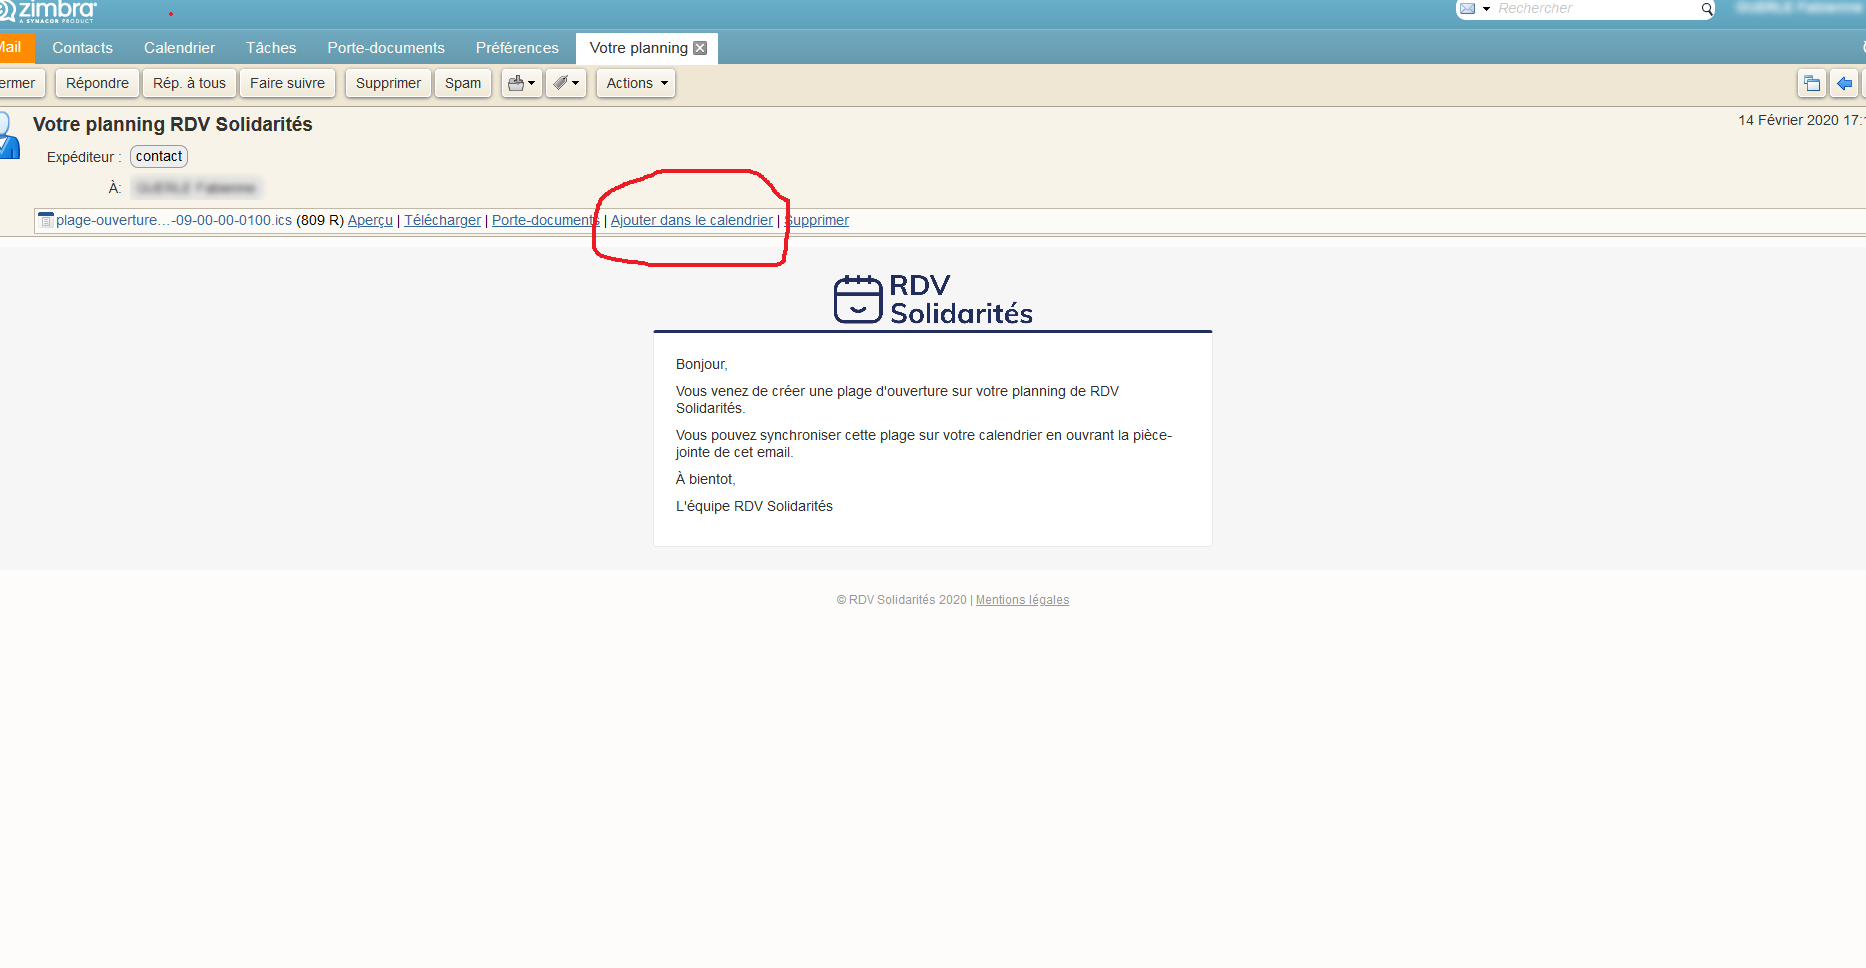 zimbra
A SYNACOR PRODUCT
Rechercher
Mail Contacts Calendrier Tâches Porte-documents Préférences Votre planning
ermer Répondre Rép. à tous Faire suivre Supprimer Spam Actions
Votre planning RDV Solidarités
14 Février 2020 17:
Expéditeur : contact
À:
plage-ouverture...-09-00-00-0100.ics (809 R) Aperçu | Télécharger | Porte-documents | Ajouter dans le calendrier | Supprimer
RDV
Solidarités
Bonjour,
Vous venez de créer une plage d'ouverture sur votre planning de RDV
Solidarités.
Vous pouvez synchroniser cette plage sur votre calendrier en ouvrant la pièce-
jointe de cet email.
À bientot,
L'équipe RDV Solidarités
© RDV Solidarités 2020 | Mentions légales